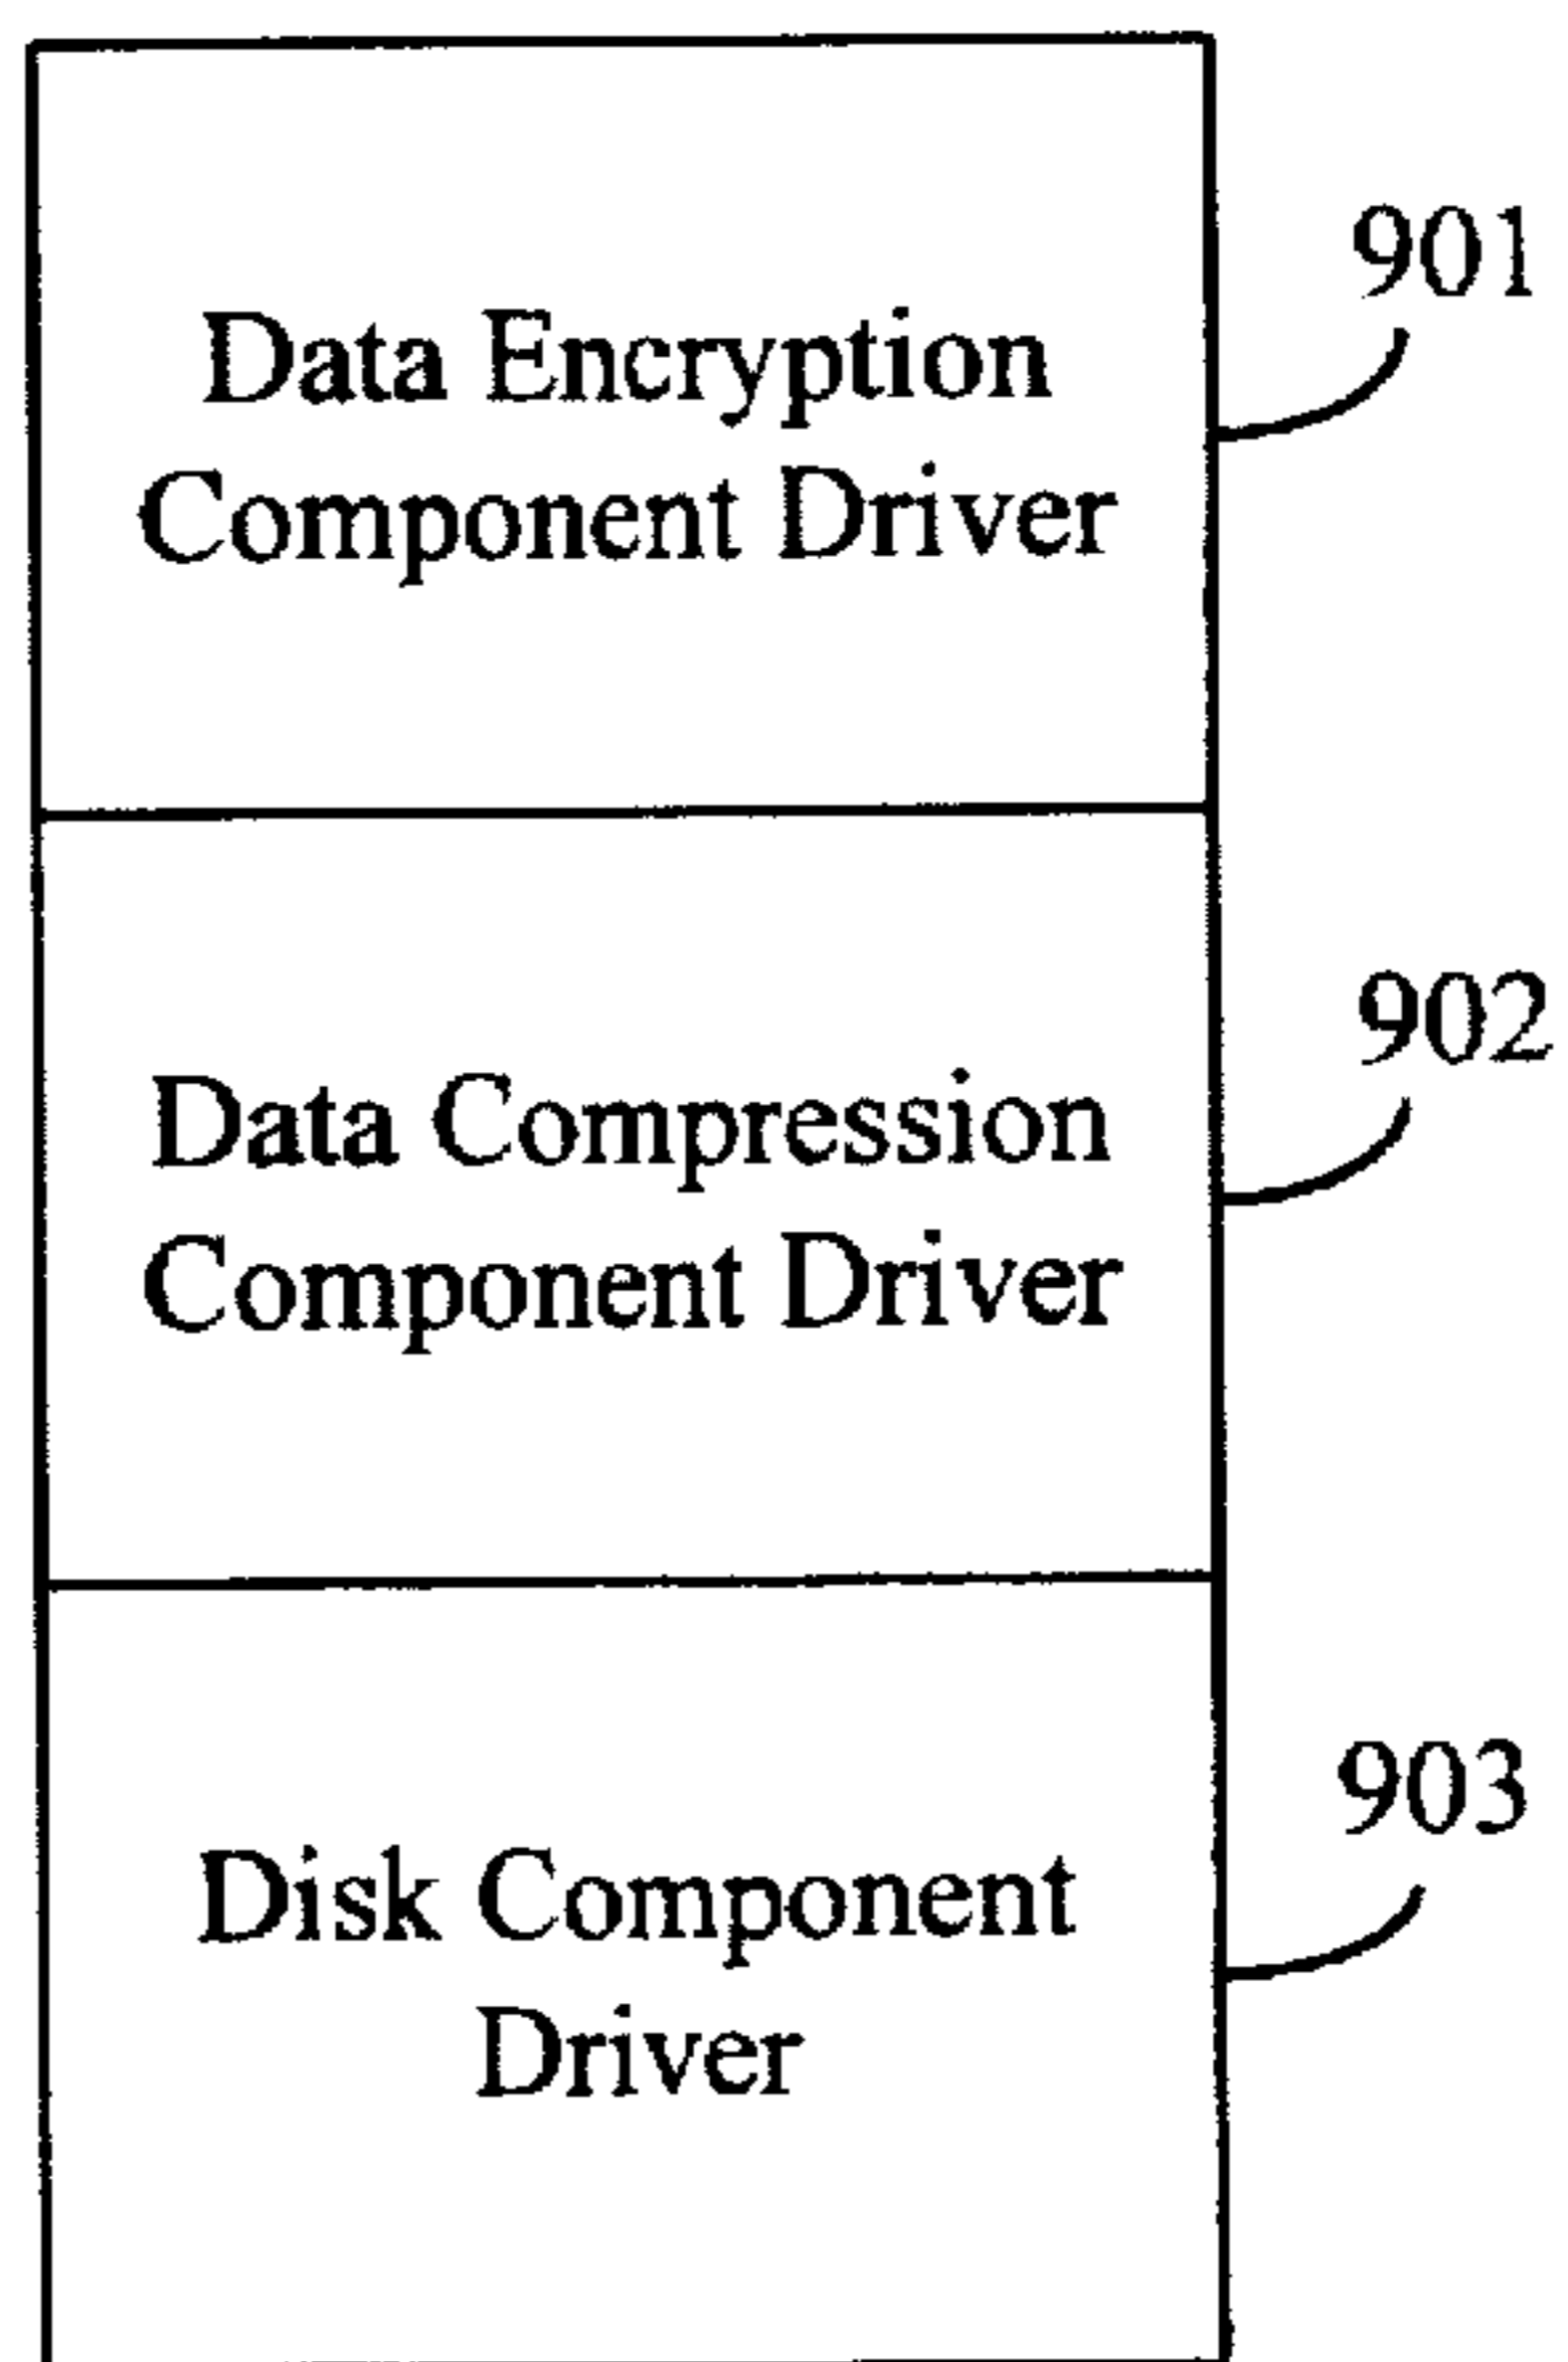 901
Data Encryption
Component Driver
902
Data Compression
Component Driver
903
Disk Component
Driver